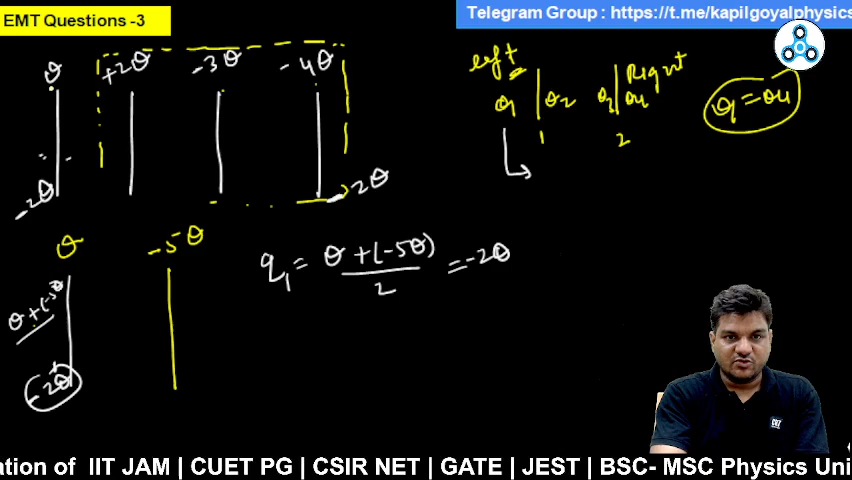 EMT Questions -3
Telegram Group : https://t.me/kapilgoyalphysics
left
Right
Q +2Q -3Q -4Q
Q1 | Q2 Q3 | Q4
Q1 = Q4
1 2
-2Q
-2Q
Q -5Q
q1 = Q + (-5Q) / 2 = -2Q
Q + (-5Q
-2Q
ation of IIT JAM | CUET PG | CSIR NET | GATE | JEST | BSC- MSC Physics Uni